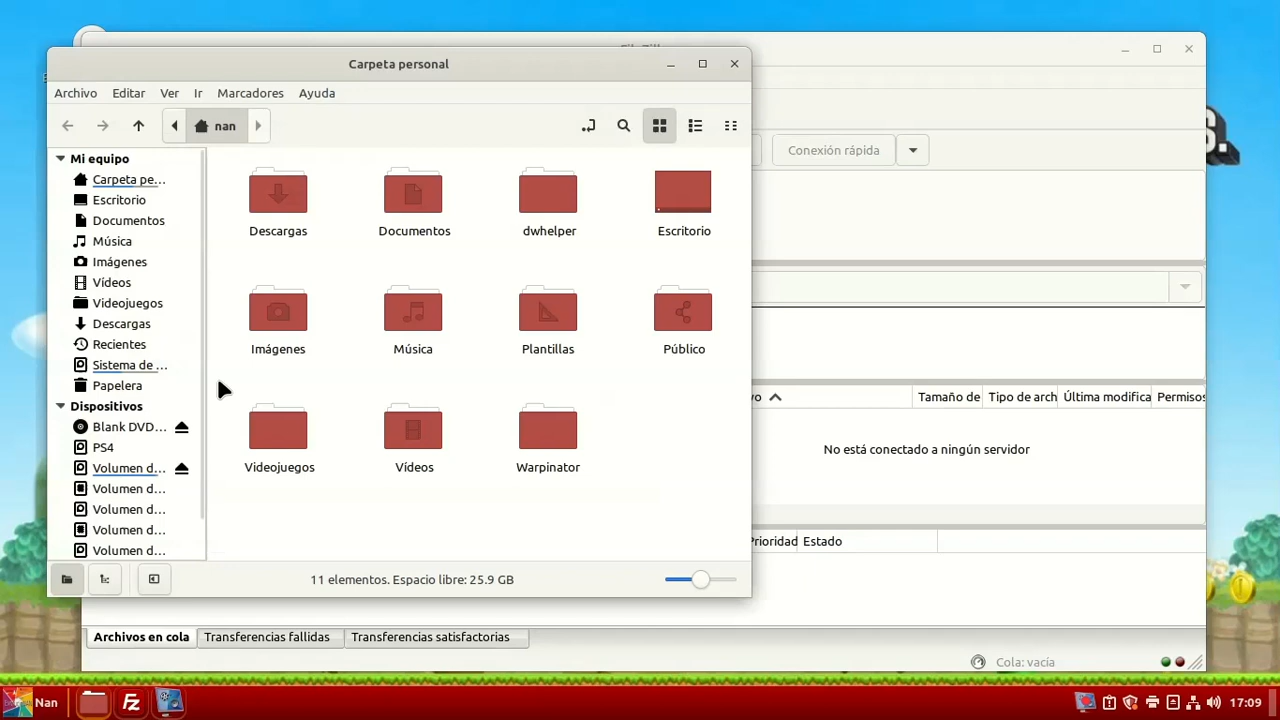 Carpeta personal
Archivo Editar Ver Ir Marcadores Ayuda
nan
Conexión rápida
Mi equipo
Carpeta pe...
Escritorio
Documentos
Música
Imágenes
Vídeos
Videojuegos
Descargas
Recientes
Sistema de ...
Papelera
Dispositivos
Blank DVD...
PS4
Volumen d...
Volumen d...
Volumen d...
Volumen d...
Volumen d...
Descargas Documentos dwhelper Escritorio
Imágenes Música Plantillas Público
Videojuegos Vídeos Warpinator
11 elementos. Espacio libre: 25.9 GB
Tamaño de Tipo de arch Última modifica Permisos
No está conectado a ningún servidor
Prioridad Estado
Archivos en cola Transferencias fallidas Transferencias satisfactorias
Cola: vacía
Nan
FZ
17:09